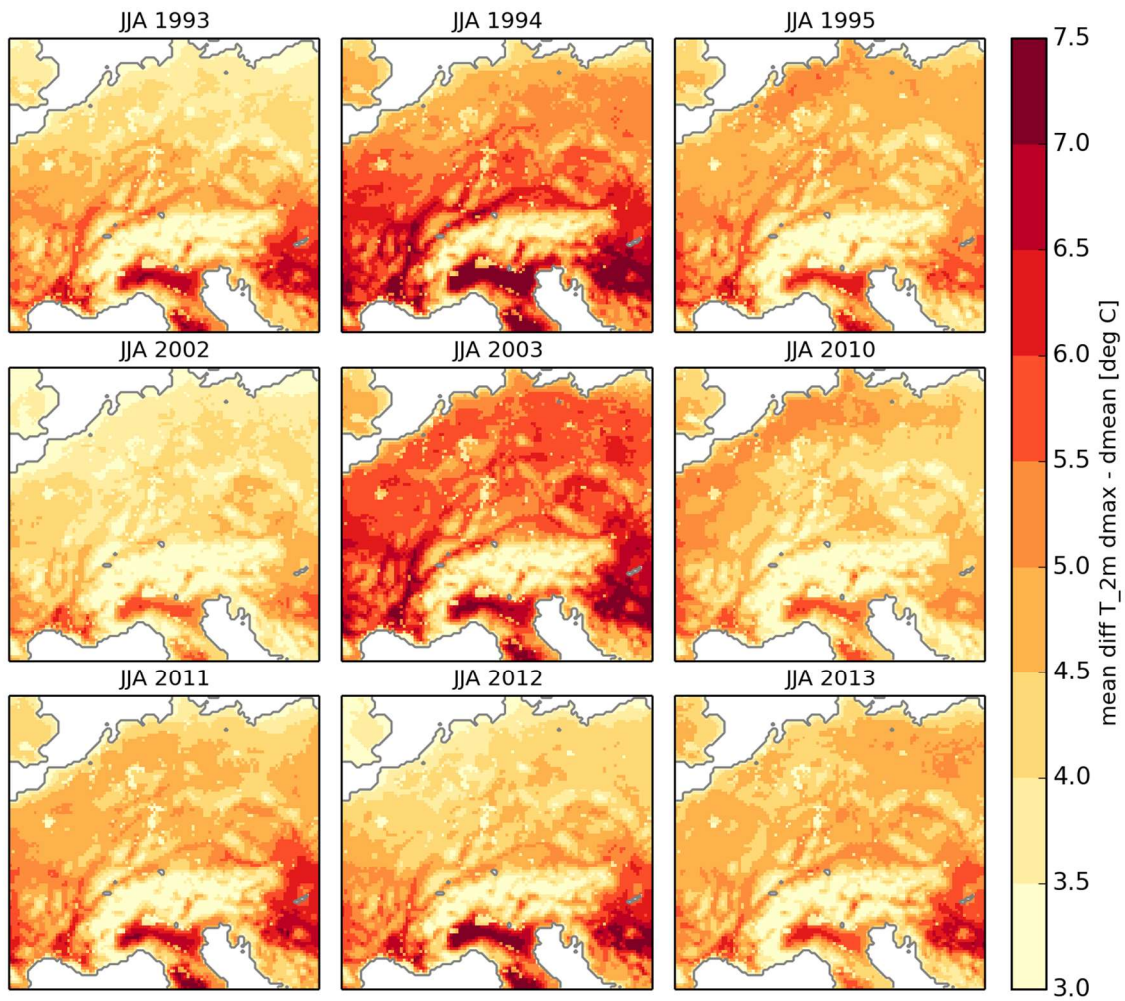 JJA 1993
JJA 1994
JJA 1995
JJA 2002
JJA 2003
JJA 2010
JJA 2011
JJA 2012
JJA 2013
7.5
7.0
6.5
6.0
5.5
5.0
4.5
4.0
3.5
3.0
mean diff T_2m dmax - dmean [deg C]